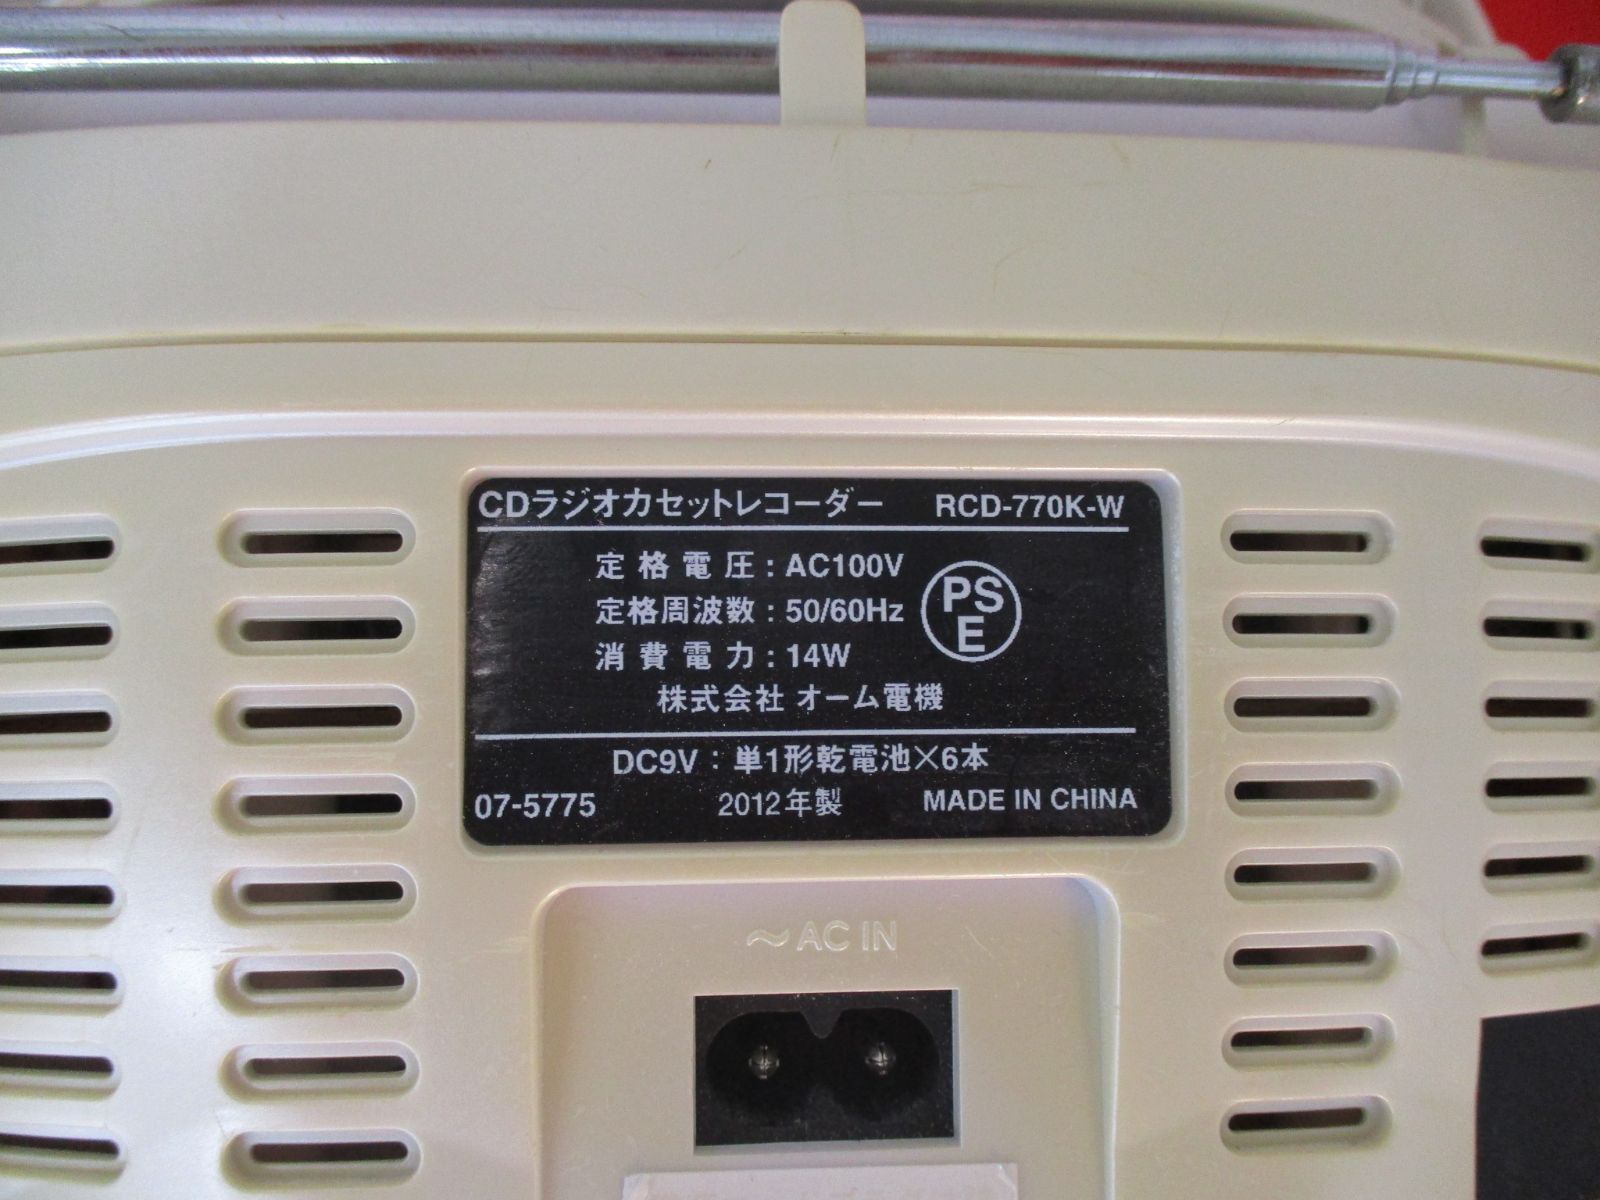 CDラジオカセットレコーダー RCD-770K-W
定格電圧：AC100V
定格周波数：50/60Hz
消費電力：14W
PSE
株式会社 オーム電機
DC9V：単1形乾電池×6本
07-5775 2012年製 MADE IN CHINA
～AC IN